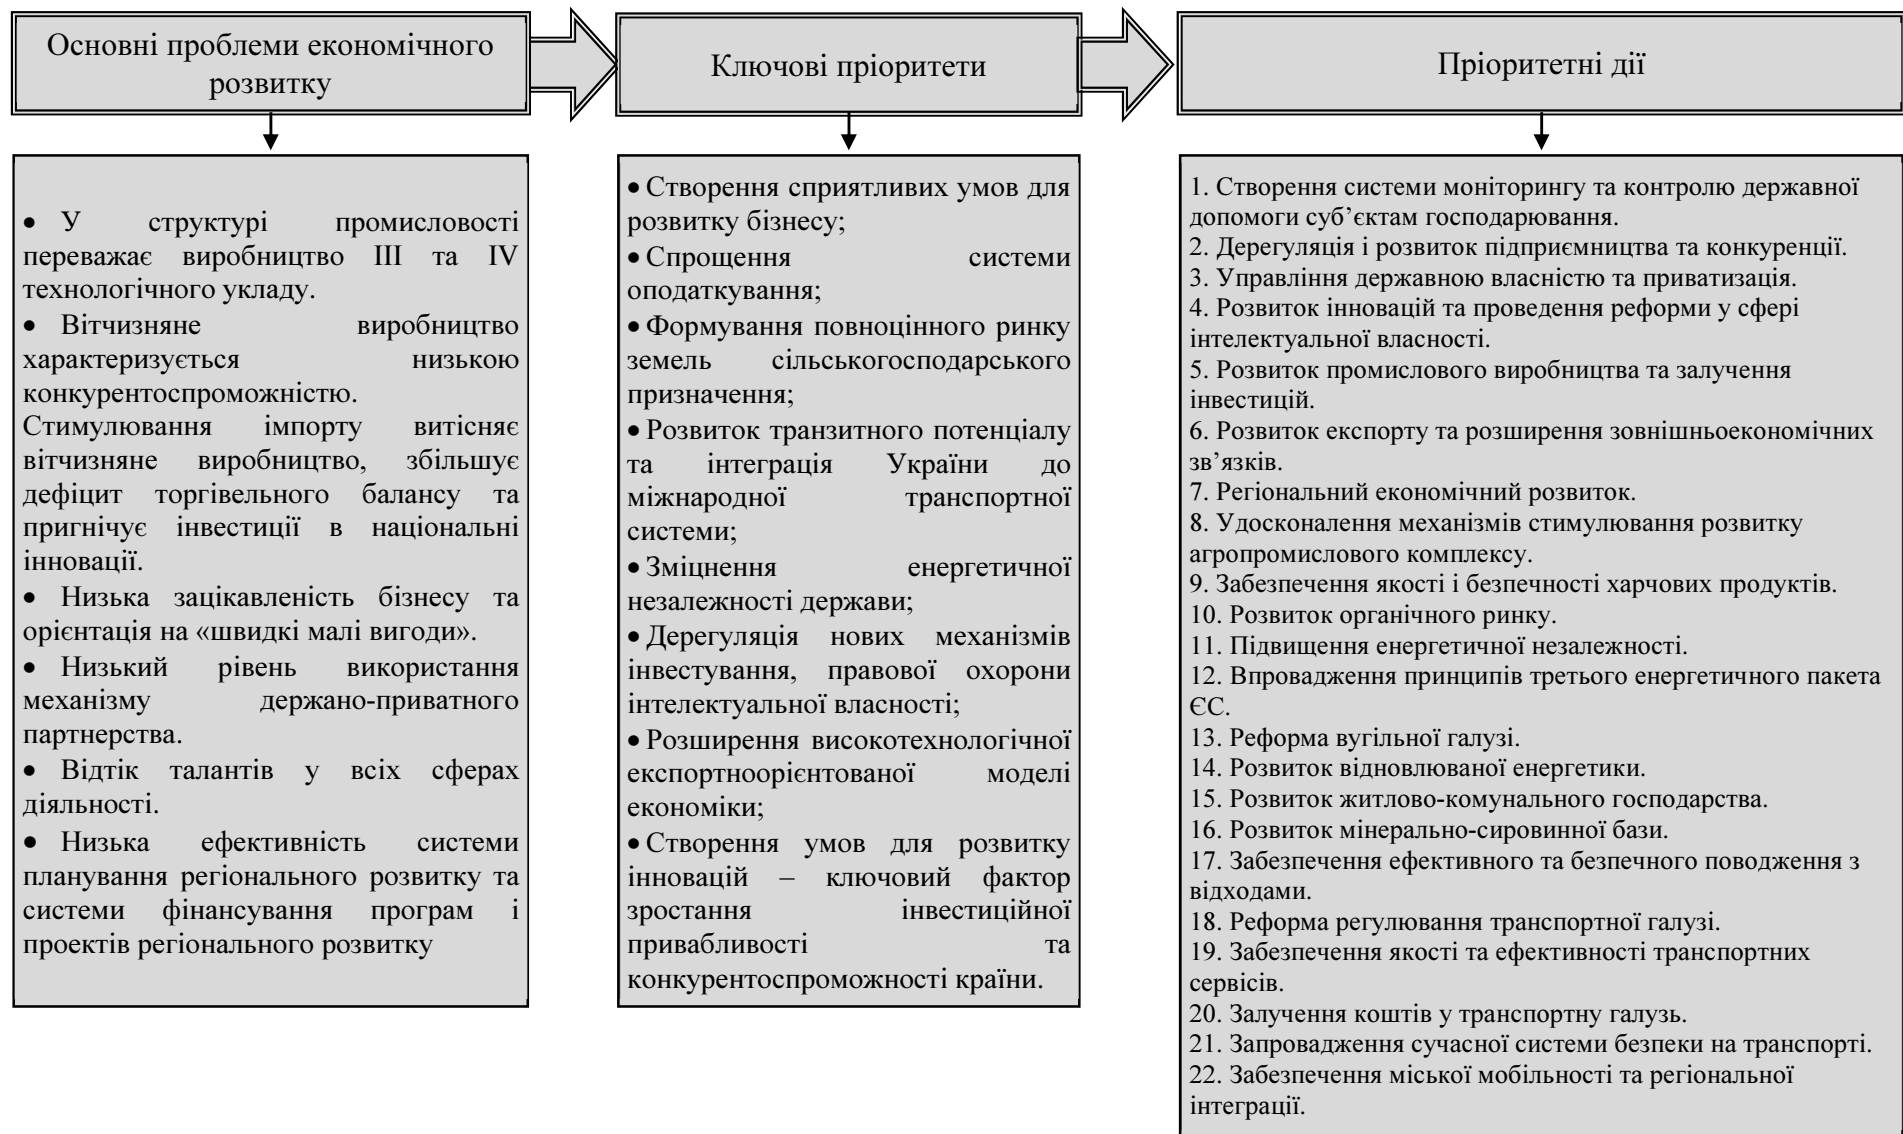 Основні проблеми економічного
розвитку
Ключові пріоритети
Пріоритетні дії
• У структурі промисловості
переважає виробництво III та IV
технологічного укладу.
• Вітчизняне виробництво
характеризується низькою
конкурентоспроможністю.
Стимулювання імпорту витісняє
вітчизняне виробництво, збільшує
дефіцит торгівельного балансу та
пригнічує інвестиції в національні
інновації.
• Низька зацікавленість бізнесу та
орієнтація на «швидкі малі вигоди».
• Низький рівень використання
механізму держано-приватного
партнерства.
• Відтік талантів у всіх сферах
діяльності.
• Низька ефективність системи
планування регіонального розвитку та
системи фінансування програм і
проектів регіонального розвитку
• Створення сприятливих умов для
розвитку бізнесу;
• Спрощення системи
оподаткування;
• Формування повноцінного ринку
земель сільськогосподарського
призначення;
• Розвиток транзитного потенціалу
та інтеграція України до
міжнародної транспортної
системи;
• Зміцнення енергетичної
незалежності держави;
• Дерегуляція нових механізмів
інвестування, правової охорони
інтелектуальної власності;
• Розширення високотехнологічної
експортноорієнтованої моделі
економіки;
• Створення умов для розвитку
інновацій – ключовий фактор
зростання інвестиційної
привабливості та
конкурентоспроможності країни.
1. Створення системи моніторингу та контролю державної
допомоги суб’єктам господарювання.
2. Дерегуляція і розвиток підприємництва та конкуренції.
3. Управління державною власністю та приватизація.
4. Розвиток інновацій та проведення реформи у сфері
інтелектуальної власності.
5. Розвиток промислового виробництва та залучення
інвестицій.
6. Розвиток експорту та розширення зовнішньоекономічних
зв’язків.
7. Регіональний економічний розвиток.
8. Удосконалення механізмів стимулювання розвитку
агропромислового комплексу.
9. Забезпечення якості і безпечності харчових продуктів.
10. Розвиток органічного ринку.
11. Підвищення енергетичної незалежності.
12. Впровадження принципів третього енергетичного пакета
ЄС.
13. Реформа вугільної галузі.
14. Розвиток відновлюваної енергетики.
15. Розвиток житлово-комунального господарства.
16. Розвиток мінерально-сировинної бази.
17. Забезпечення ефективного та безпечного поводження з
відходами.
18. Реформа регулювання транспортної галузі.
19. Забезпечення якості та ефективності транспортних
сервісів.
20. Залучення коштів у транспортну галузь.
21. Запровадження сучасної системи безпеки на транспорті.
22. Забезпечення міської мобільності та регіональної
інтеграції.